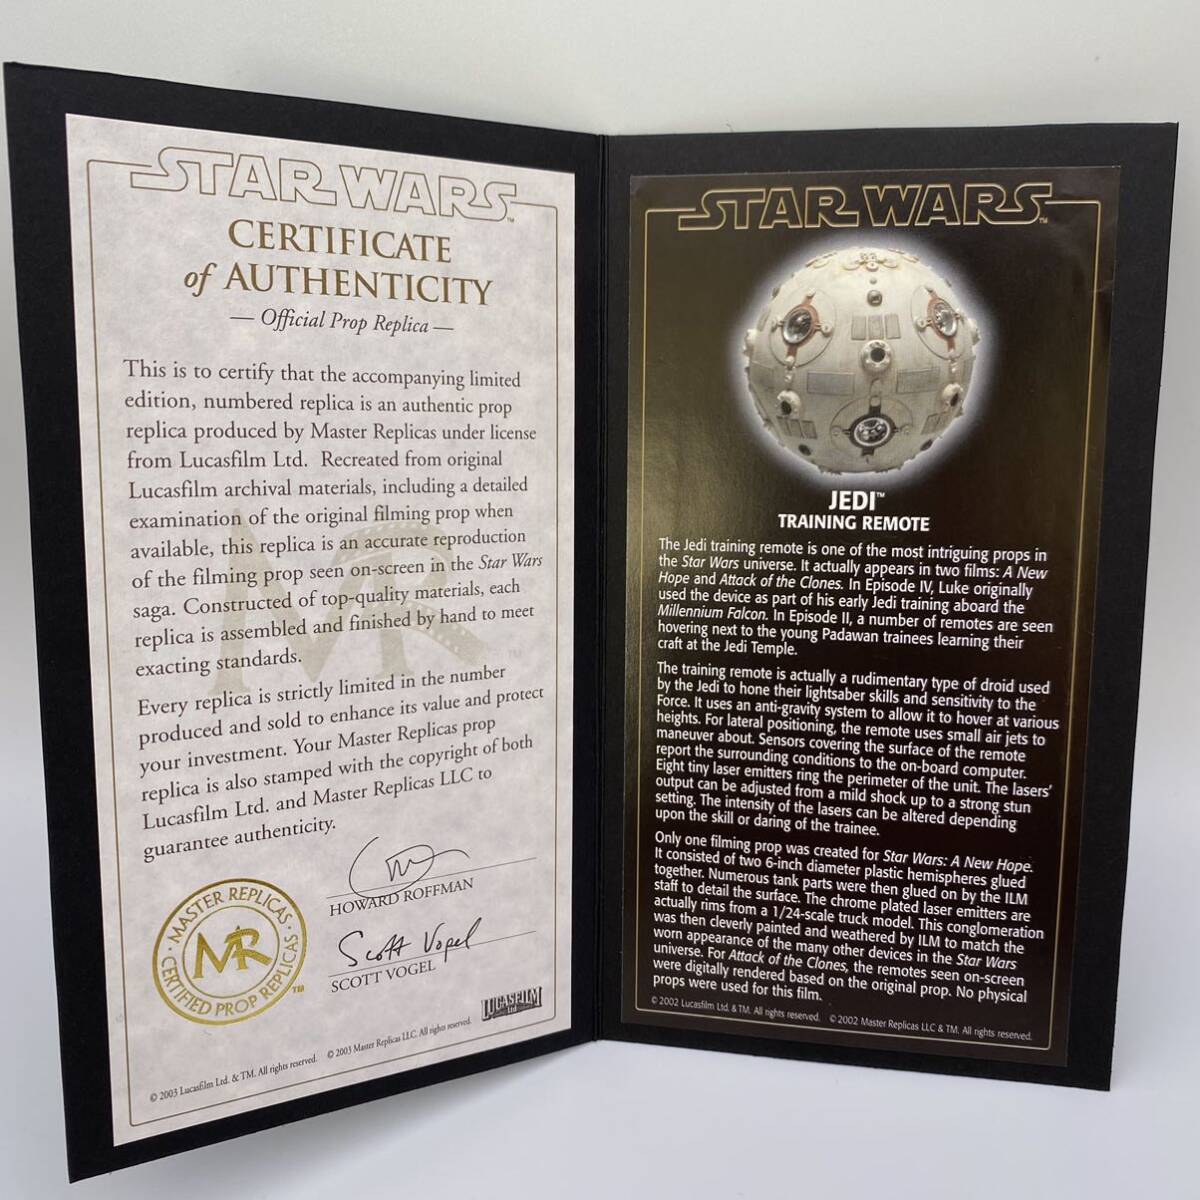 STAR WARS™
CERTIFICATE
of AUTHENTICITY
— Official Prop Replica —
This is to certify that the accompanying limited
edition, numbered replica is an authentic prop
replica produced by Master Replicas under license
from Lucasfilm Ltd. Recreated from original
Lucasfilm archival materials, including a detailed
examination of the original filming prop when
available, this replica is an accurate reproduction
of the filming prop seen on-screen in the Star Wars
saga. Constructed of top-quality materials, each
replica is assembled and finished by hand to meet
exacting standards.
Every replica is strictly limited in the number
produced and sold to enhance its value and protect
your investment. Your Master Replicas prop
replica is also stamped with the copyright of both
Lucasfilm Ltd. and Master Replicas LLC to
guarantee authenticity.
HOWARD ROFFMAN
Scott Vogel
SCOTT VOGEL
MASTER REPLICAS
MR
CERTIFIED PROP REPLICAS
™
LUCASFILM
Ltd
© 2003 Lucasfilm Ltd. & TM. All rights reserved. © 2003 Master Replicas LLC. All rights reserved.
STAR WARS™
JEDI™
TRAINING REMOTE
The Jedi training remote is one of the most intriguing props in
the Star Wars universe. It actually appears in two films: A New
Hope and Attack of the Clones. In Episode IV, Luke originally
used the device as part of his early Jedi training aboard the
Millennium Falcon. In Episode II, a number of remotes are seen
hovering next to the young Padawan trainees learning their
craft at the Jedi Temple.
The training remote is actually a rudimentary type of droid used
by the Jedi to hone their lightsaber skills and sensitivity to the
Force. It uses an anti-gravity system to allow it to hover at various
heights. For lateral positioning, the remote uses small air jets to
maneuver about. Sensors covering the surface of the remote
report the surrounding conditions to the on-board computer.
Eight tiny laser emitters ring the perimeter of the unit. The lasers'
output can be adjusted from a mild shock up to a strong stun
setting. The intensity of the lasers can be altered depending
upon the skill or daring of the trainee.
Only one filming prop was created for Star Wars: A New Hope.
It consisted of two 6-inch diameter plastic hemispheres glued
together. Numerous tank parts were then glued on by the ILM
staff to detail the surface. The chrome plated laser emitters are
actually rims from a 1/24-scale truck model. This conglomeration
was then cleverly painted and weathered by ILM to match the
worn appearance of the many other devices in the Star Wars
universe. For Attack of the Clones, the remotes seen on-screen
were digitally rendered based on the original prop. No physical
props were used for this film.
© 2002 Lucasfilm Ltd. & TM. All rights reserved. © 2002 Master Replicas LLC & TM. All rights reserved.